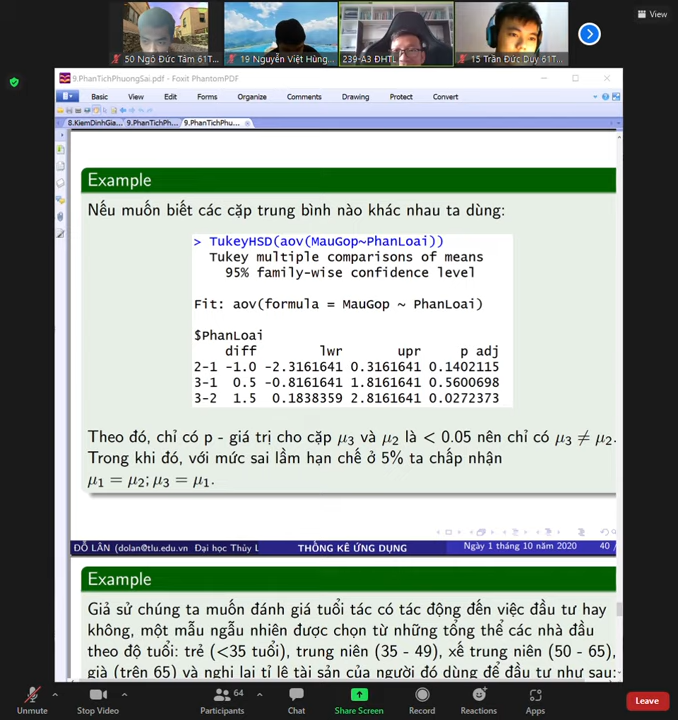 View
50 Ngô Đức Tâm 61T...
19 Nguyễn Việt Hùng...
239-A3 ĐHTL
15 Trần Đức Duy 61T...
9.PhanTichPhuongSai.pdf - Foxit PhantomPDF
Basic View Edit Forms Organize Comments Drawing Protect Convert
8.KiemDinhGia... 9.PhanTichPh... 9.PhanTichPhu...
Example
Nếu muốn biết các cặp trung bình nào khác nhau ta dùng:
> TukeyHSD(aov(MauGop~PhanLoai))
Tukey multiple comparisons of means
95% family-wise confidence level
Fit: aov(formula = MauGop ~ PhanLoai)
$PhanLoai
diff lwr upr p adj
2-1 -1.0 -2.3161641 0.3161641 0.1402115
3-1 0.5 -0.8161641 1.8161641 0.5600698
3-2 1.5 0.1838359 2.8161641 0.0272373
Theo đó, chỉ có p - giá trị cho cặp μ3 và μ2 là < 0.05 nên chỉ có μ3 ≠ μ2.
Trong khi đó, với mức sai lầm hạn chế ở 5% ta chấp nhận
μ1 = μ2; μ3 = μ1.
ĐỖ LÂN (dolan@tlu.edu.vn Đại học Thủy L THỐNG KÊ ỨNG DỤNG Ngày 1 tháng 10 năm 2020 40 /
Example
Giả sử chúng ta muốn đánh giá tuổi tác có tác động đến việc đầu tư hay
không, một mẫu ngẫu nhiên được chọn từ những tổng thể các nhà đầu
theo độ tuổi: trẻ (<35 tuổi), trung niên (35 - 49), xế trung niên (50 - 65),
già (trên 65) và nghi lại tỉ lệ tài sản của người đó dùng để đầu tư như sau:
Unmute
Stop Video
64
Participants
Chat
Share Screen
Record
Reactions
Apps
Leave